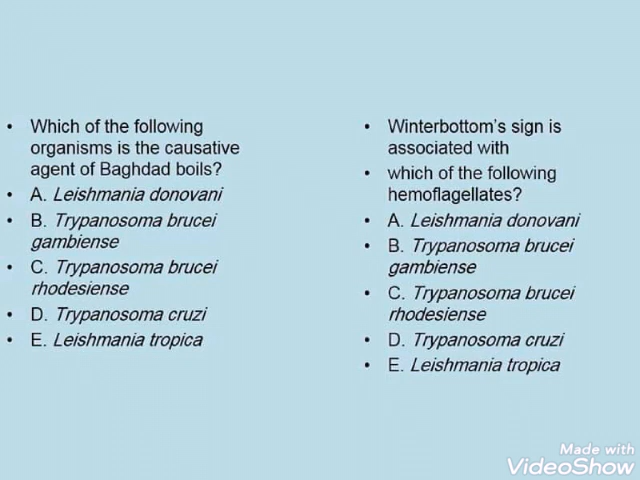 • Which of the following
organisms is the causative
agent of Baghdad boils?
• A. Leishmania donovani
• B. Trypanosoma brucei
gambiense
• C. Trypanosoma brucei
rhodesiense
• D. Trypanosoma cruzi
• E. Leishmania tropica
• Winterbottom's sign is
associated with
• which of the following
hemoflagellates?
• A. Leishmania donovani
• B. Trypanosoma brucei
gambiense
• C. Trypanosoma brucei
rhodesiense
• D. Trypanosoma cruzi
• E. Leishmania tropica
Made with
VideoShow